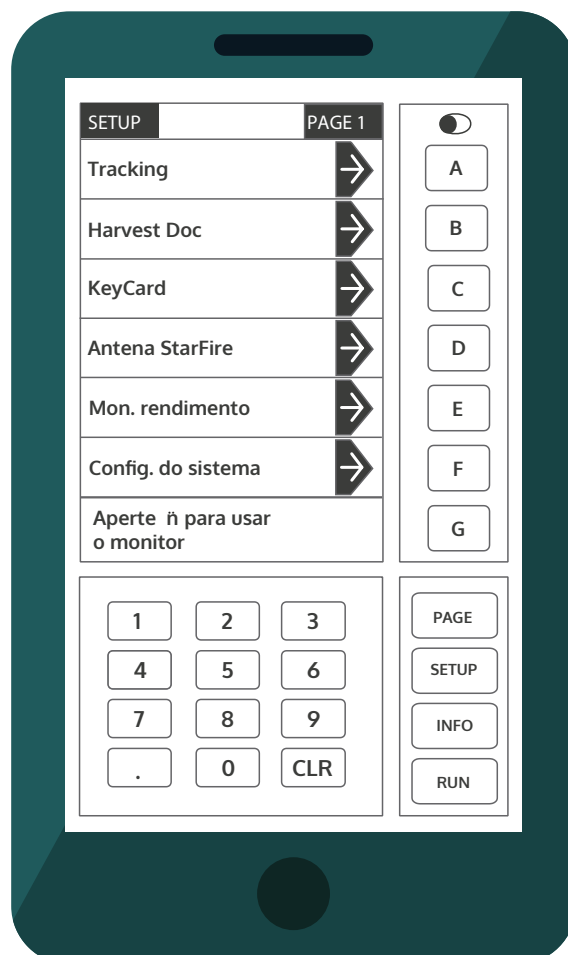 SETUP PAGE 1
Tracking
A
Harvest Doc
B
KeyCard
C
Antena StarFire
D
Mon. rendimento
E
Config. do sistema
F
Aperte n̈ para usar
o monitor
G
1 2 3
PAGE
4 5 6
SETUP
7 8 9
INFO
. 0 CLR
RUN